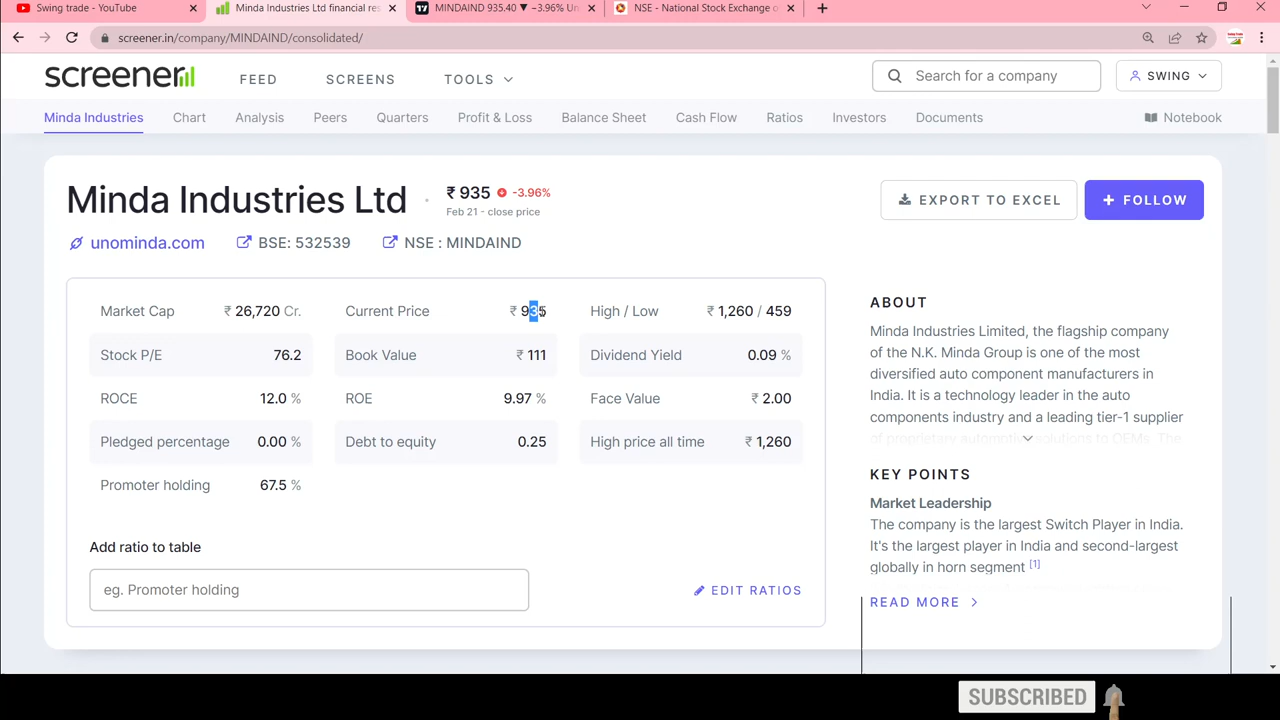 Swing trade - YouTube
Minda Industries Ltd financial res
MINDAIND 935.40 ▼ −3.96% Un
NSE - National Stock Exchange o
screener.in/company/MINDAIND/consolidated/
screener
FEED
SCREENS
TOOLS
Search for a company
SWING
Minda Industries
Chart
Analysis
Peers
Quarters
Profit & Loss
Balance Sheet
Cash Flow
Ratios
Investors
Documents
Notebook
Minda Industries Ltd
₹ 935
-3.96%
Feb 21 - close price
EXPORT TO EXCEL
FOLLOW
unominda.com
BSE: 532539
NSE : MINDAIND
Market Cap ₹ 26,720 Cr.
Current Price ₹ 935
High / Low ₹ 1,260 / 459
Stock P/E 76.2
Book Value ₹ 111
Dividend Yield 0.09 %
ROCE 12.0 %
ROE 9.97 %
Face Value ₹ 2.00
Pledged percentage 0.00 %
Debt to equity 0.25
High price all time ₹ 1,260
Promoter holding 67.5 %
Add ratio to table
eg. Promoter holding
EDIT RATIOS
ABOUT
Minda Industries Limited, the flagship company
of the N.K. Minda Group is one of the most
diversified auto component manufacturers in
India. It is a technology leader in the auto
components industry and a leading tier-1 supplier
of proprietary automotive solutions to OEMs. The
KEY POINTS
Market Leadership
The company is the largest Switch Player in India.
It's the largest player in India and second-largest
globally in horn segment [1]
READ MORE
SUBSCRIBED